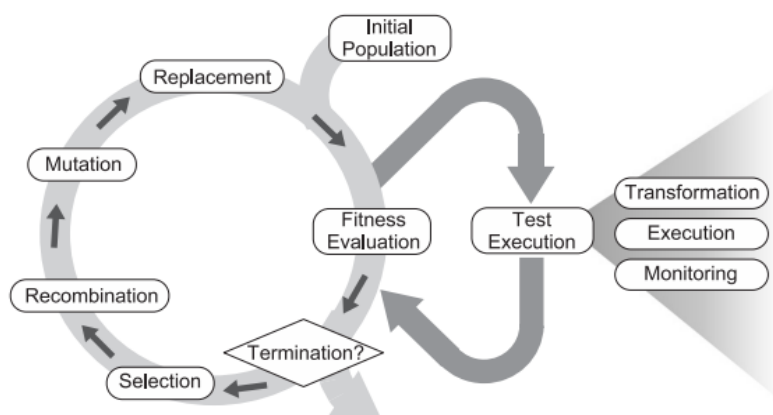 Initial
Population
Replacement
Mutation
Fitness
Evaluation
Test
Execution
Transformation
Execution
Monitoring
Recombination
Termination?
Selection